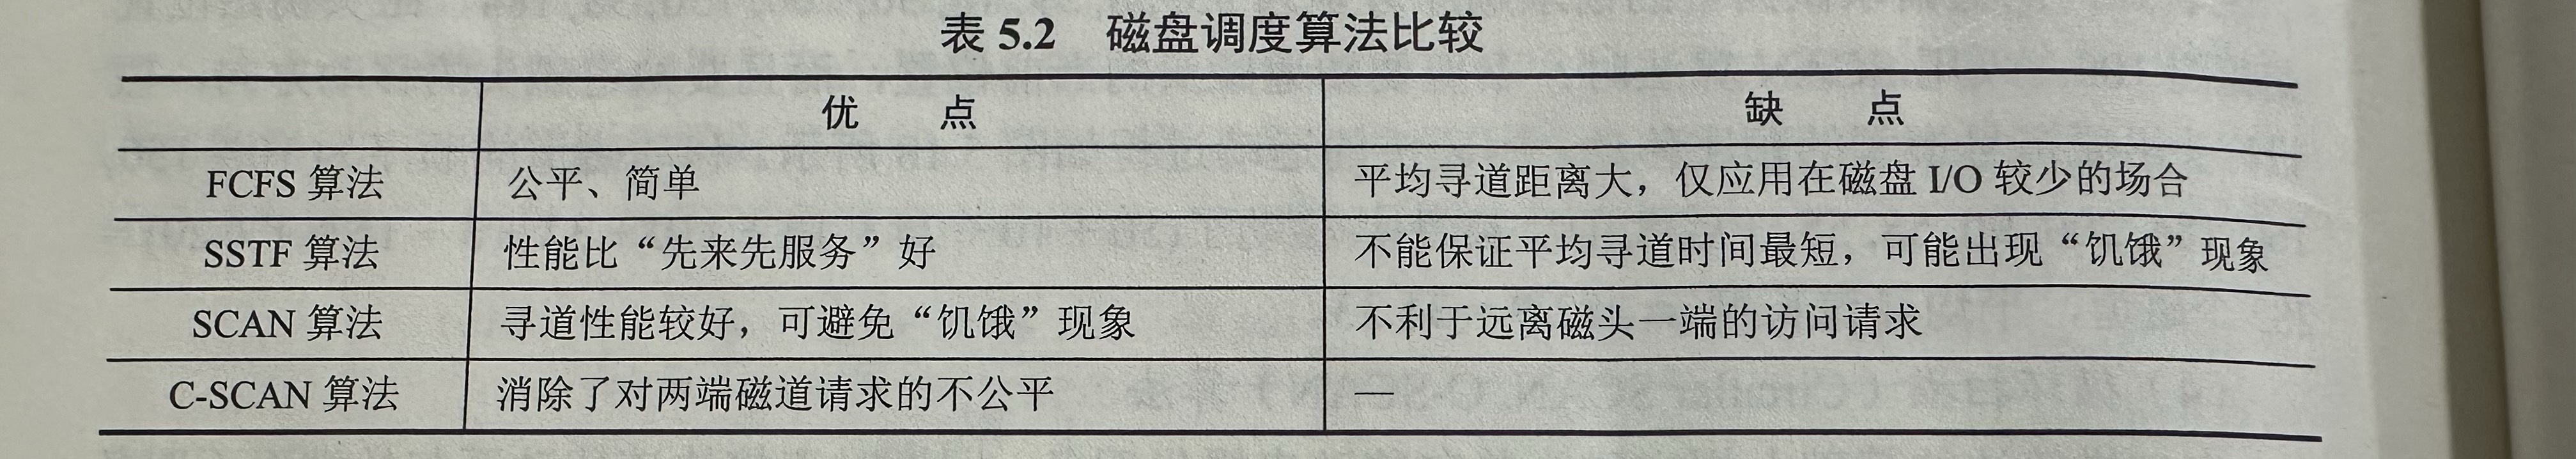 表 5.2 磁盘调度算法比较
优 点 缺 点
FCFS 算法 公平、简单 平均寻道距离大，仅应用在磁盘 I/O 较少的场合
SSTF 算法 性能比“先来先服务”好 不能保证平均寻道时间最短，可能出现“饥饿”现象
SCAN 算法 寻道性能较好，可避免“饥饿”现象 不利于远离磁头一端的访问请求
C-SCAN 算法 消除了对两端磁道请求的不公平 —